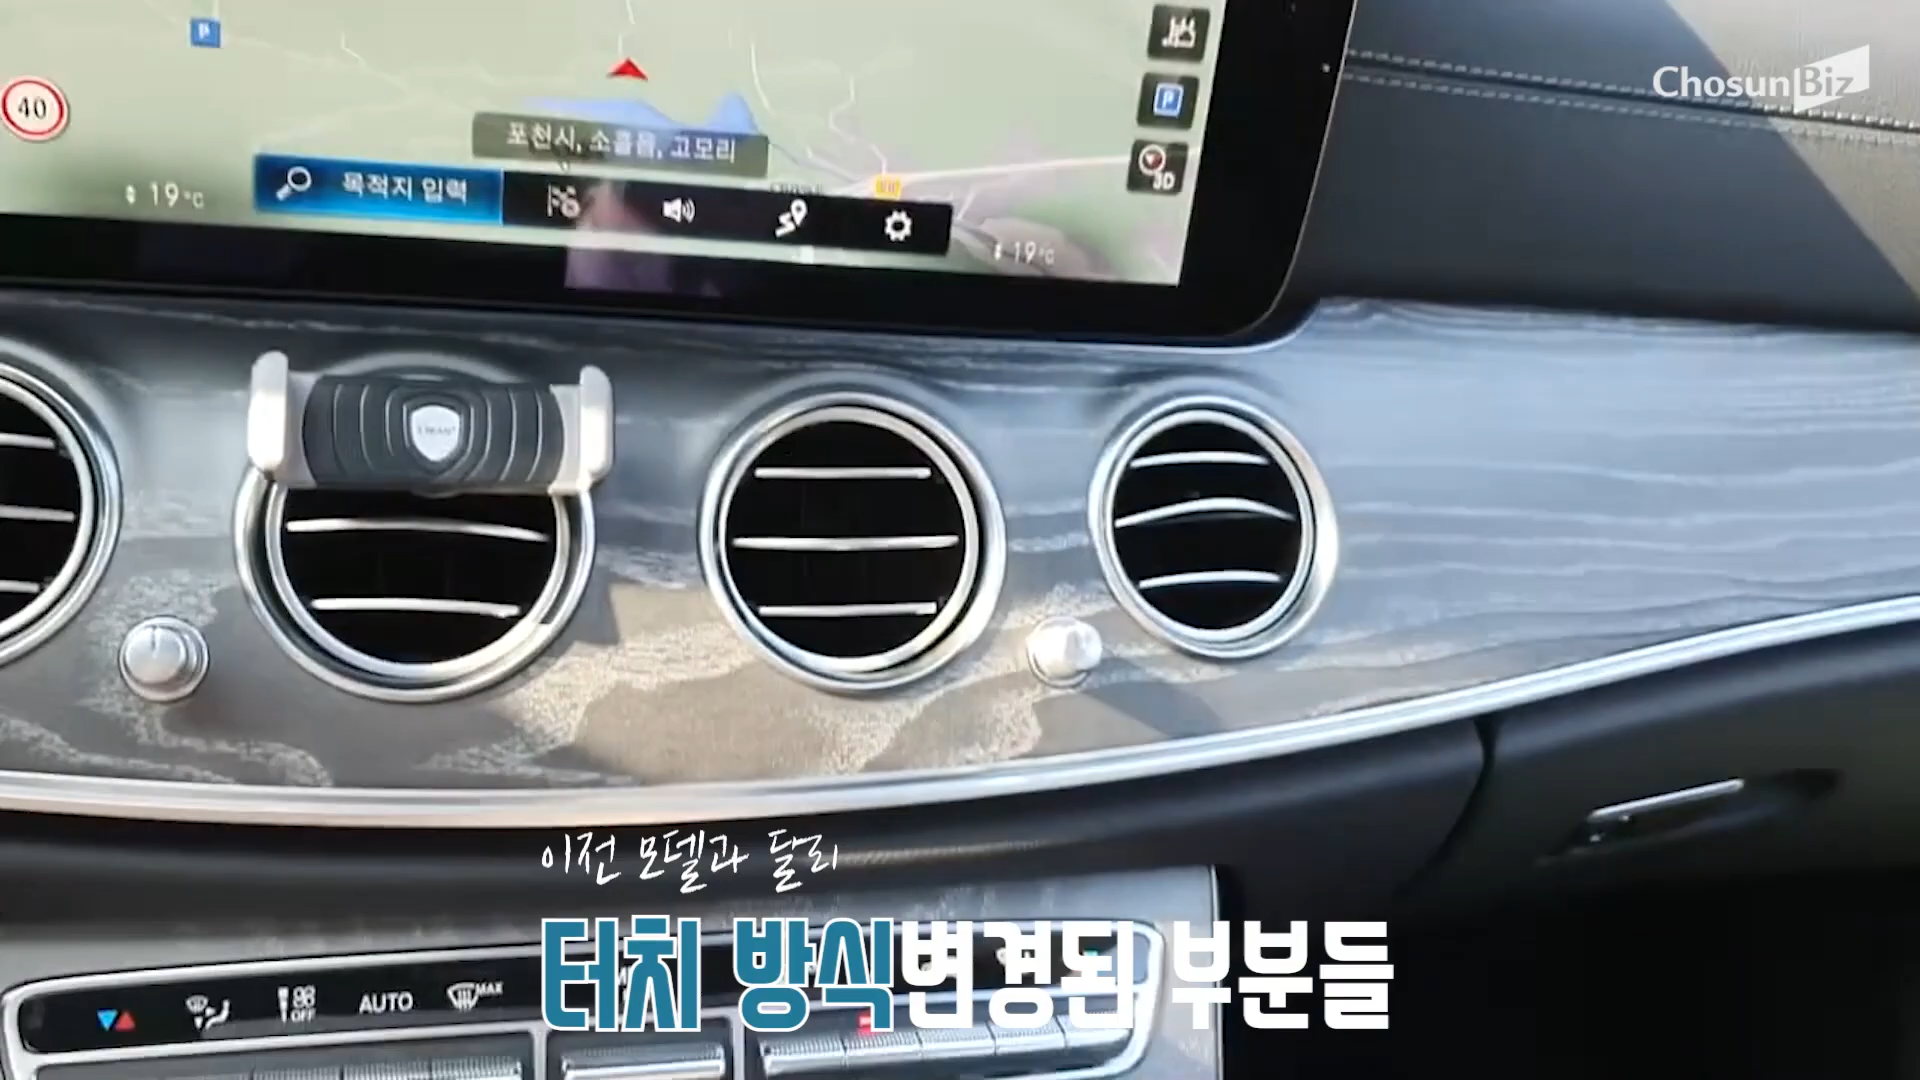 ChosunBiz
P
40
P
포천시, 소흘읍, 고모리
목적지 입력
3D
19°C
19°C
이전 모델과 달리
터치 방식 변경된 부분들
OFF
AUTO
MAX